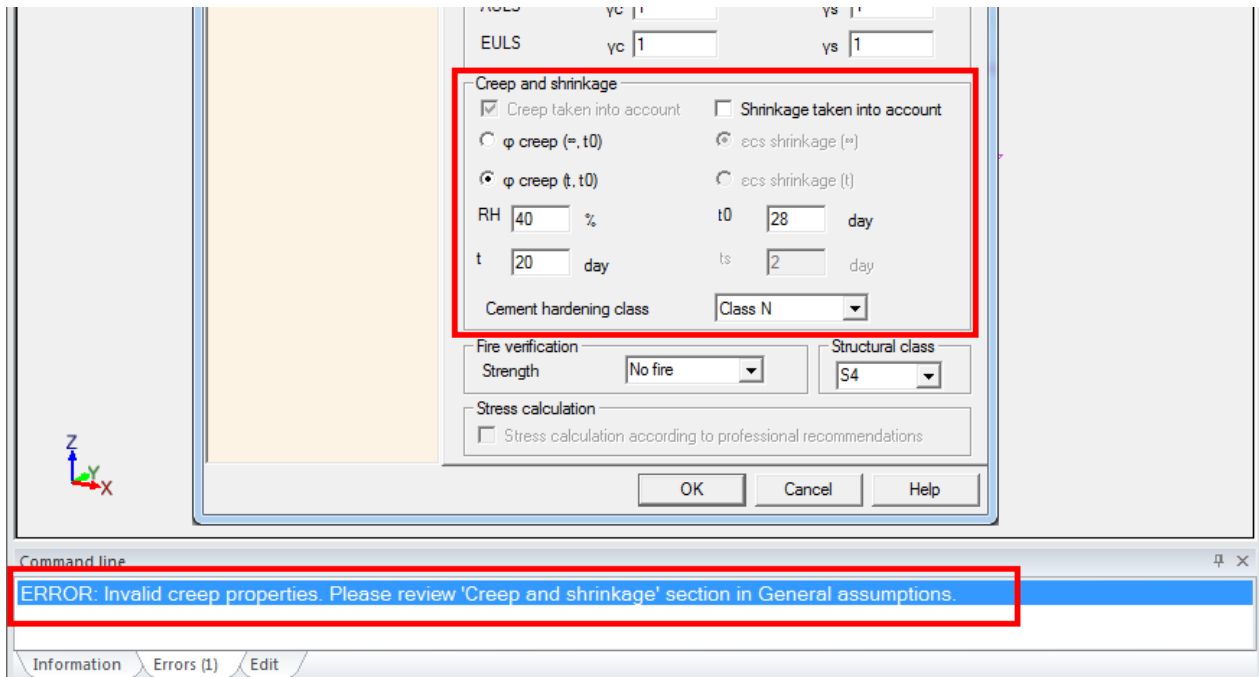 γc 1 γs 1
EULS γc 1 γs 1
Creep and shrinkage
Creep taken into account Shrinkage taken into account
φ creep (∞, t0) εcs shrinkage (∞)
φ creep (t, t0) εcs shrinkage (t)
RH 40 % t0 28 day
t 20 day ts 2 day
Cement hardening class Class N
Fire verification Structural class
Strength No fire S4
Stress calculation
Stress calculation according to professional recommendations
Z
Y
X
OK Cancel Help
Command line
ERROR: Invalid creep properties. Please review 'Creep and shrinkage' section in General assumptions.
Information Errors (1) Edit